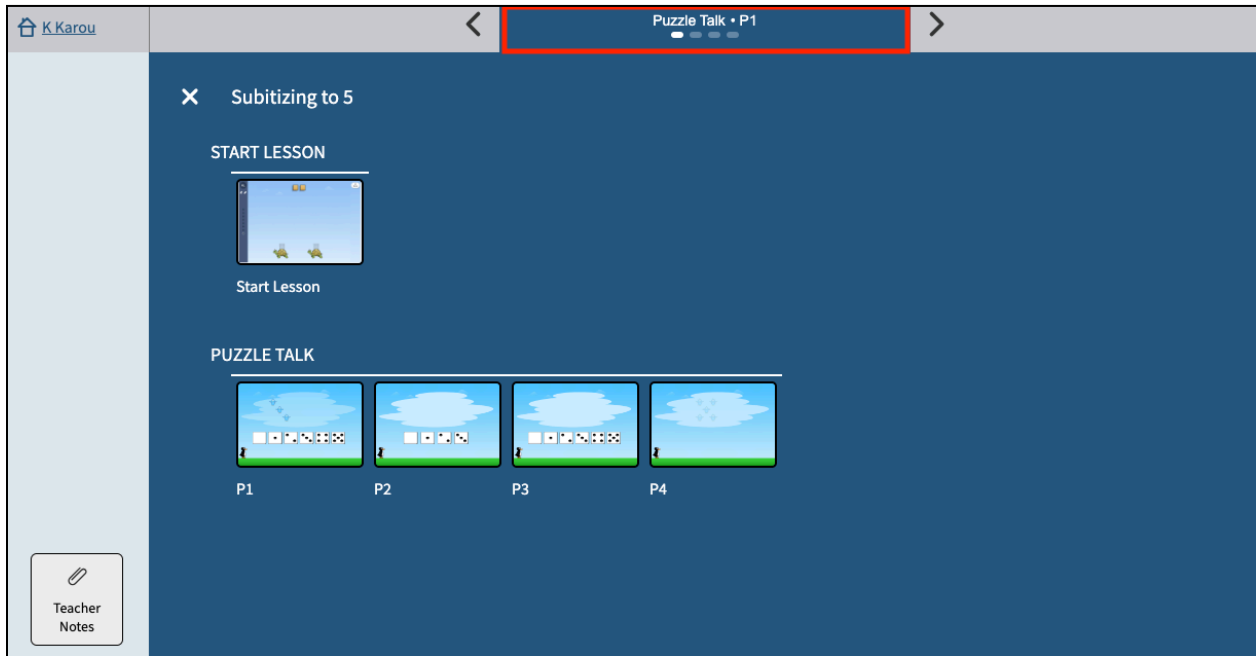 K Karou
Puzzle Talk • P1
Subitizing to 5
START LESSON
Start Lesson
PUZZLE TALK
P1 P2 P3 P4
Teacher
Notes